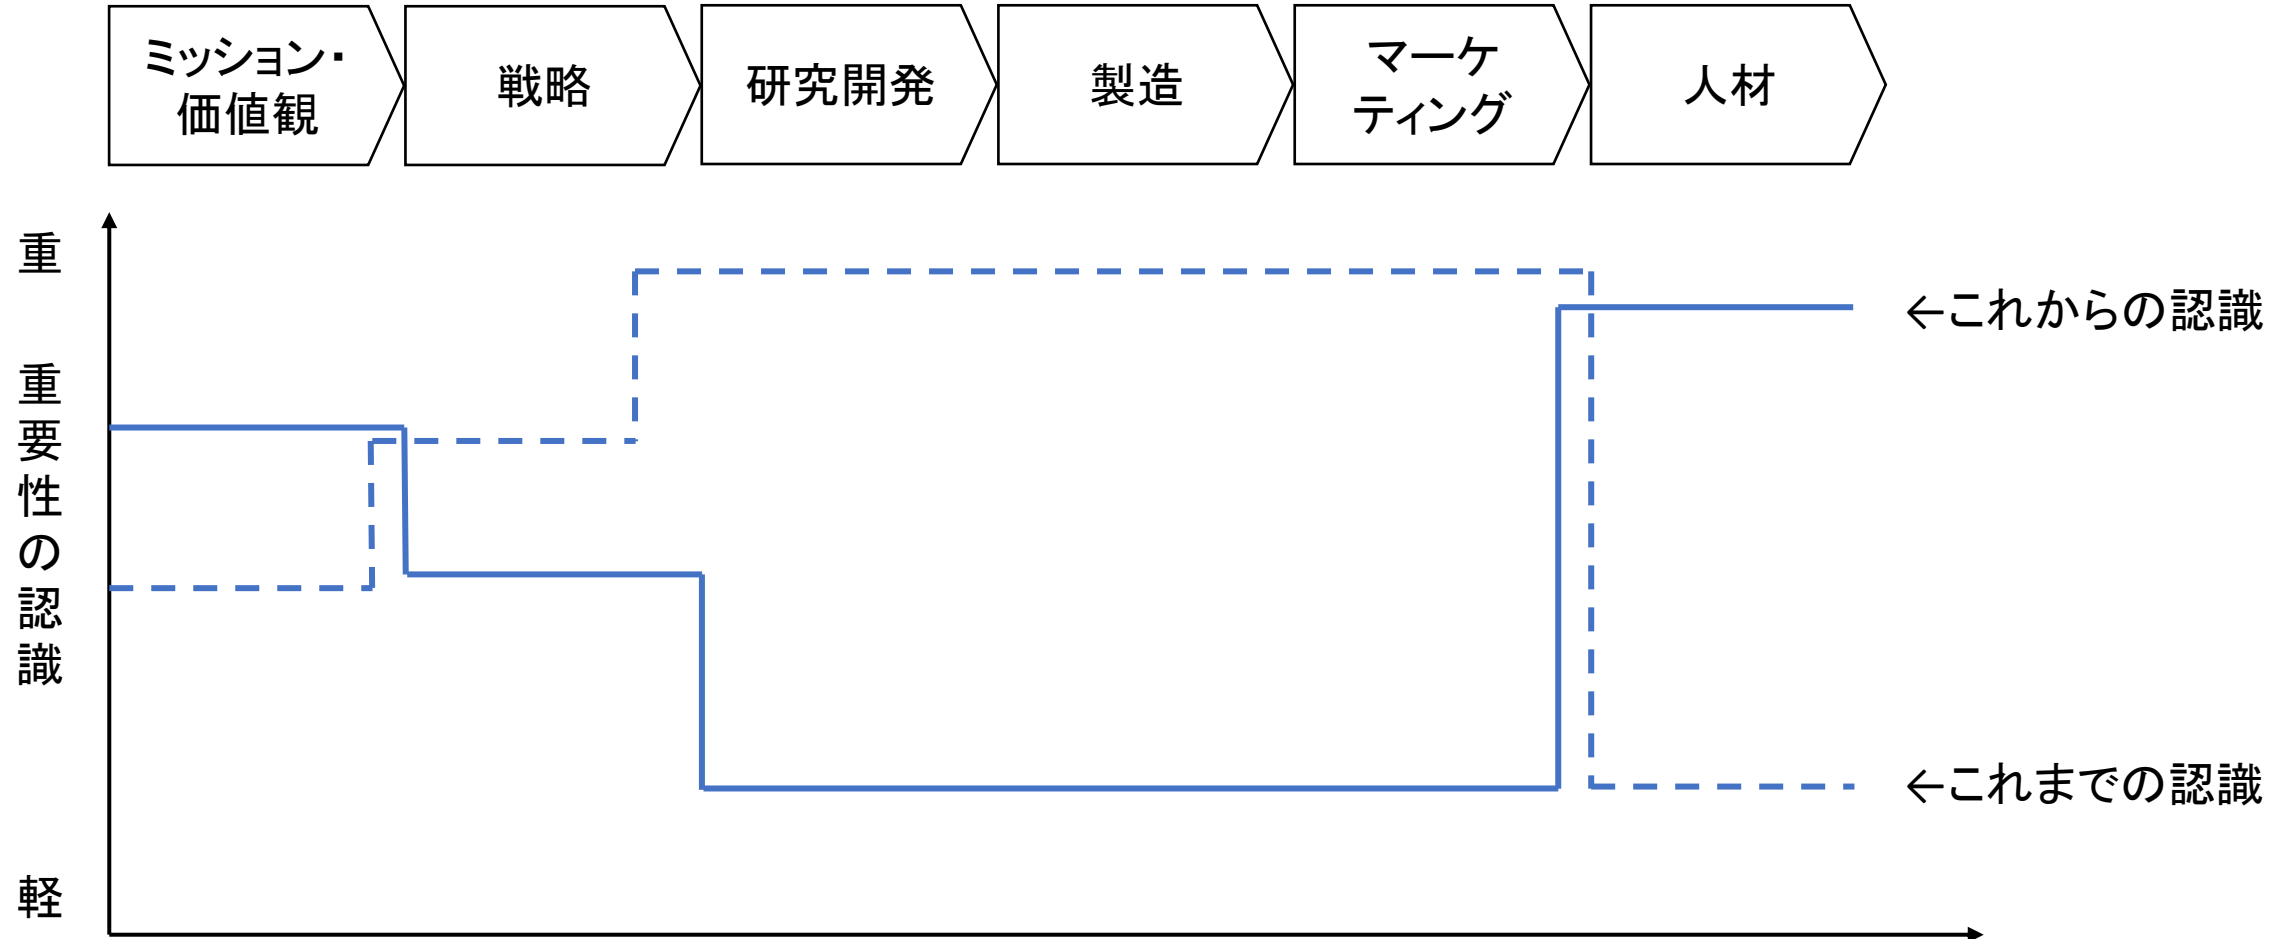 ミッション・
価値観
戦略
研究開発
製造
マーケ
ティング
人材
重
重要性の認識
軽
←これからの認識
←これまでの認識